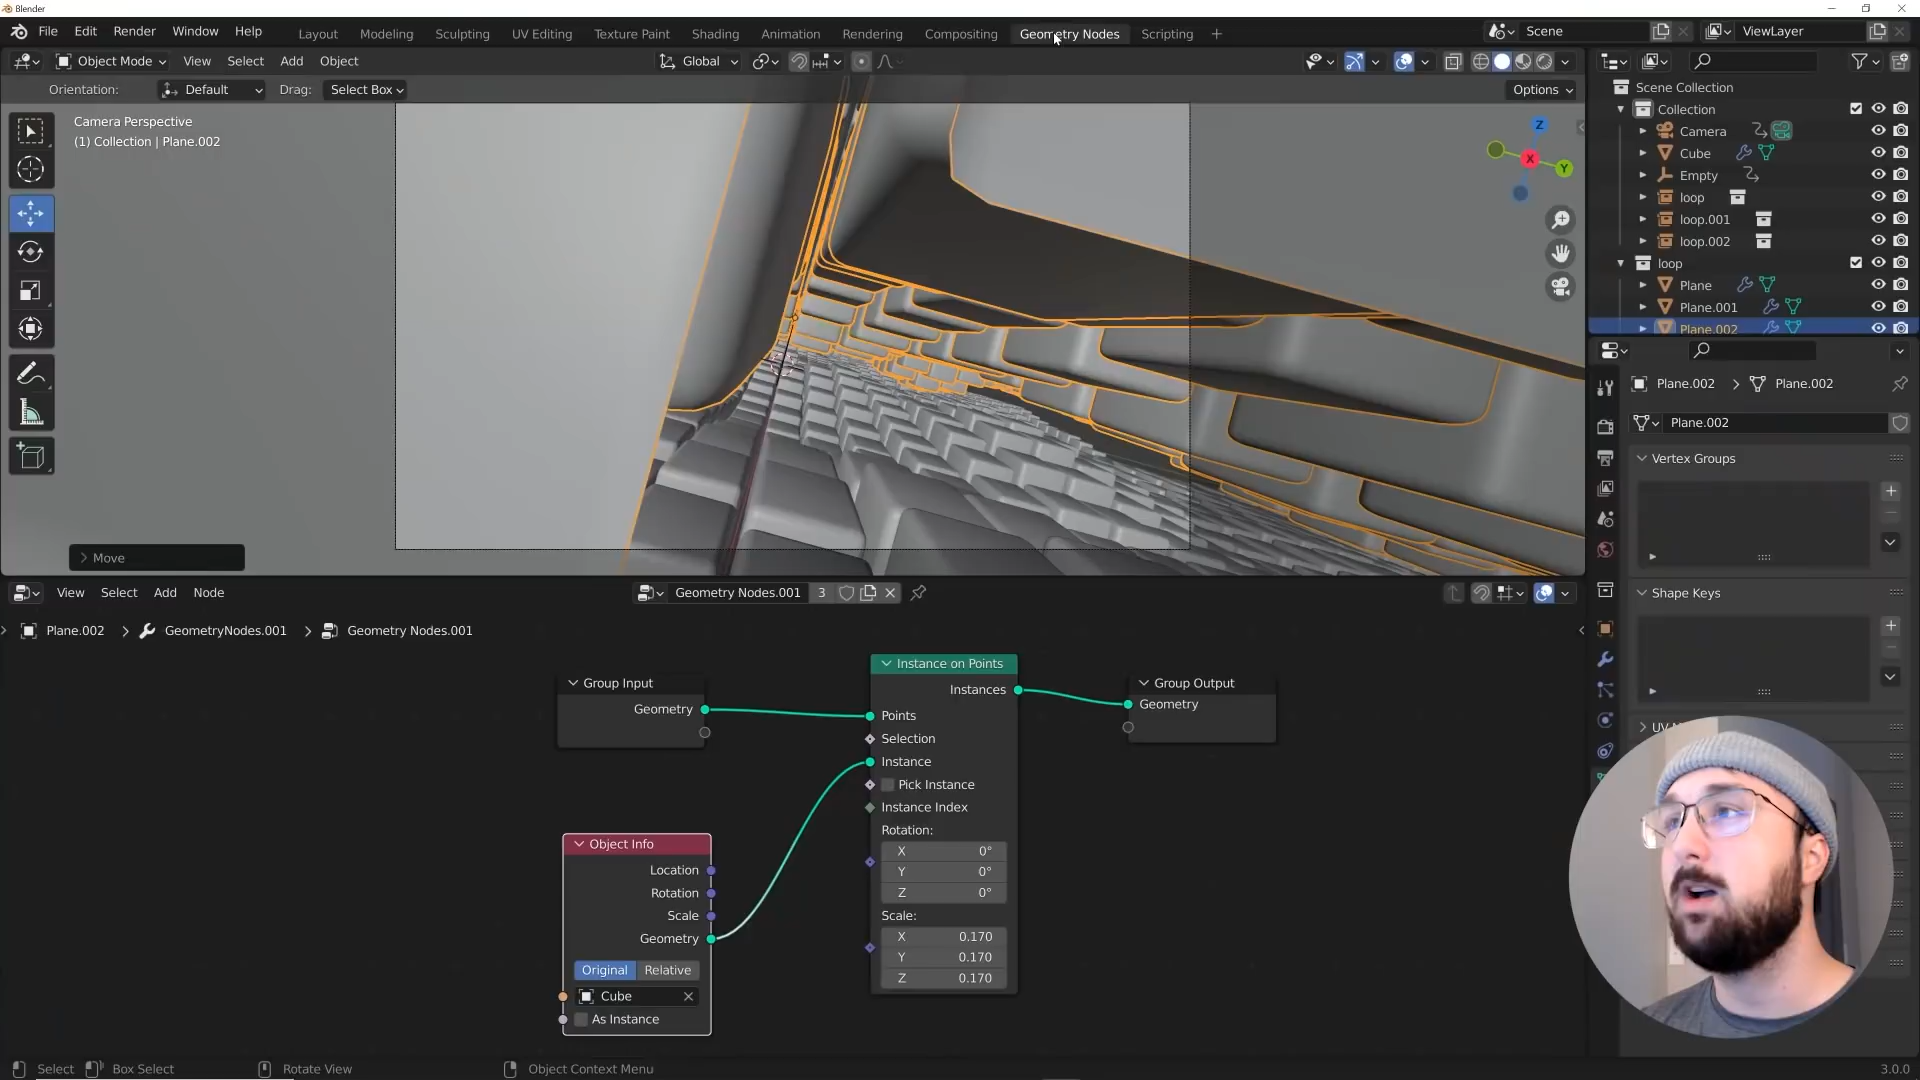 Blender
File Edit Render Window Help
Layout Modeling Sculpting UV Editing Texture Paint Shading Animation Rendering Compositing Geometry Nodes Scripting +
Scene
ViewLayer
Object Mode View Select Add Object
Global
Orientation: Default Drag: Select Box
Options
Camera Perspective
(1) Collection | Plane.002
Z
X
Y
Move
Scene Collection
Collection
Camera
Cube
Empty
loop
loop.001
loop.002
loop
Plane
Plane.001
Plane.002
Plane.002 > Plane.002
Plane.002
Vertex Groups
Shape Keys
View Select Add Node
Geometry Nodes.001 3
Plane.002 > GeometryNodes.001 > Geometry Nodes.001
Group Input
Geometry
Instance on Points
Instances
Points
Selection
Instance
Pick Instance
Instance Index
Rotation:
X 0°
Y 0°
Z 0°
Scale:
X 0.170
Y 0.170
Z 0.170
Group Output
Geometry
Object Info
Location
Rotation
Scale
Geometry
Original Relative
Cube
As Instance
Select Box Select Rotate View Object Context Menu
3.0.0